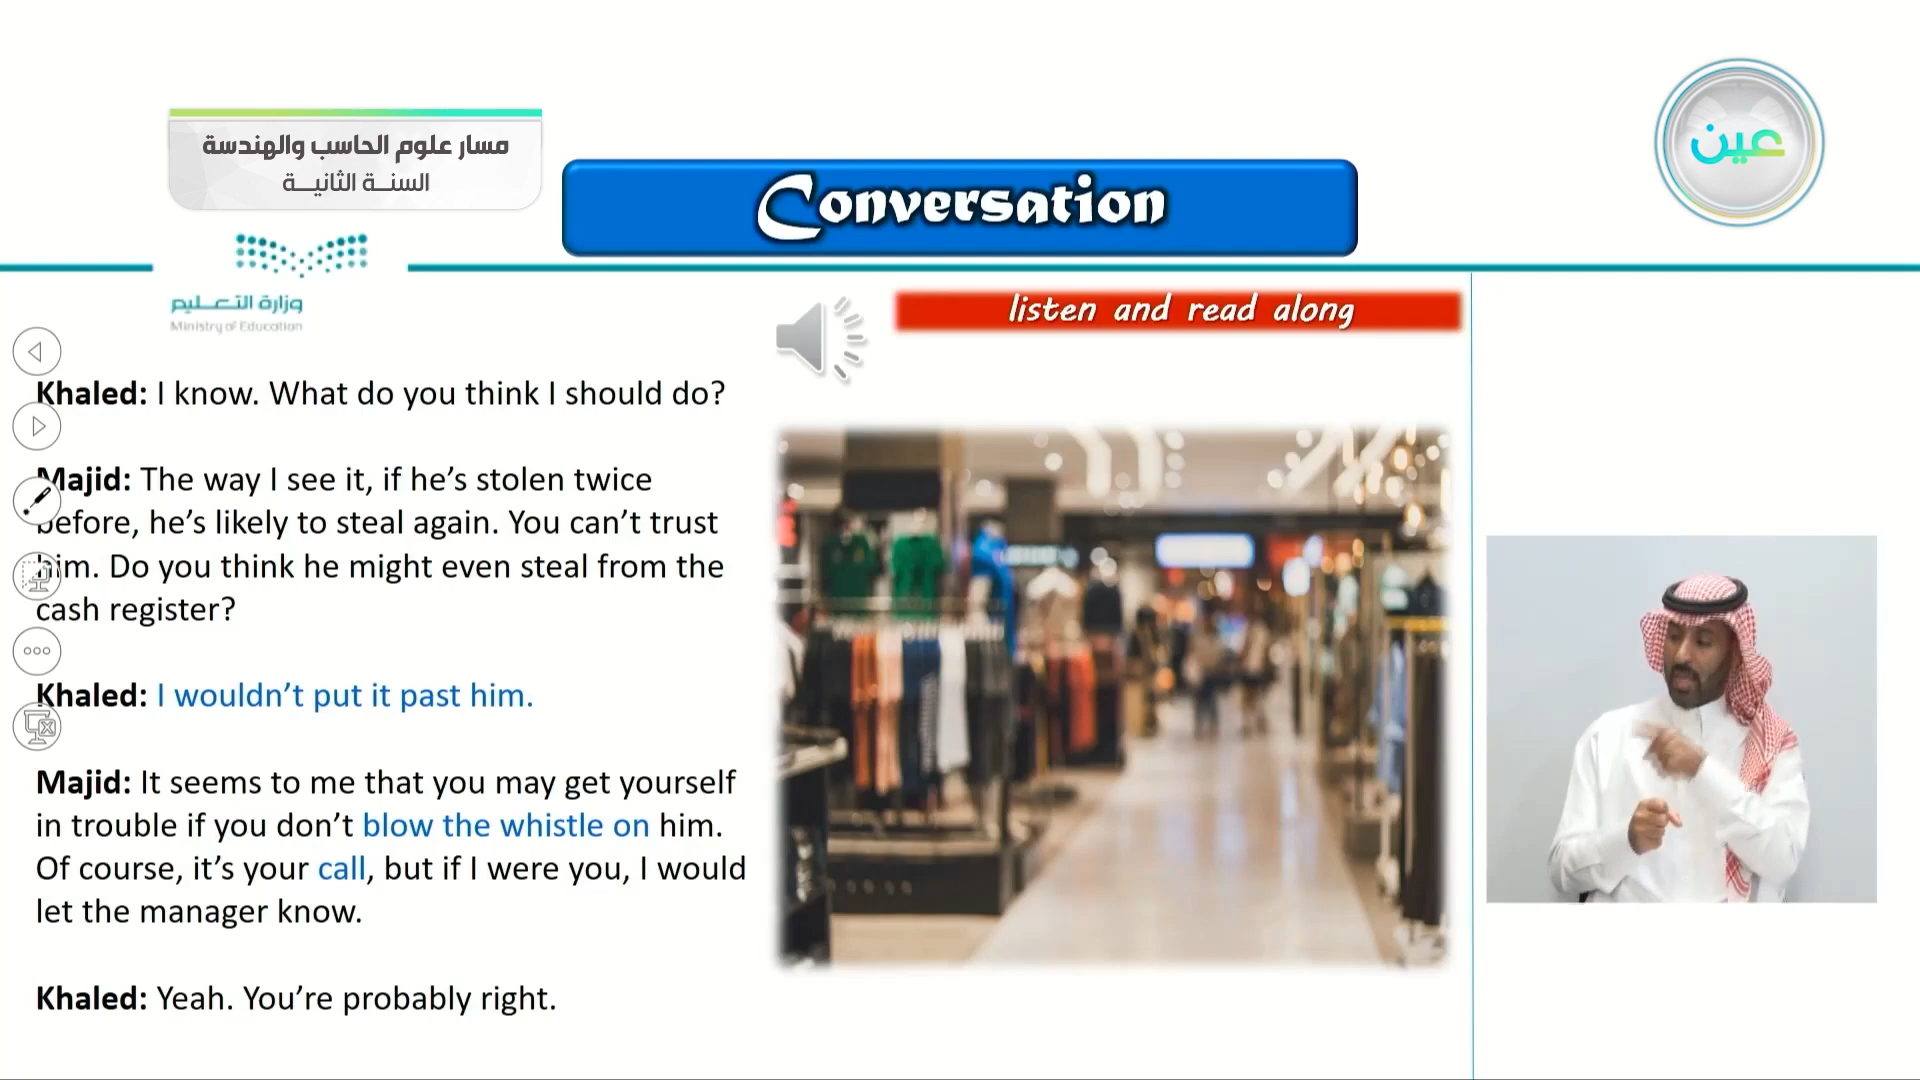 مسار علوم الحاسب والهندسة
السنــة الثانيــة
عين
Conversation
وزارة التعليم
Ministry of Education
listen and read along
Khaled: I know. What do you think I should do?
Majid: The way I see it, if he’s stolen twice
before, he’s likely to steal again. You can’t trust
him. Do you think he might even steal from the
cash register?
Khaled: I wouldn’t put it past him.
Majid: It seems to me that you may get yourself
in trouble if you don’t blow the whistle on him.
Of course, it’s your call, but if I were you, I would
let the manager know.
Khaled: Yeah. You’re probably right.